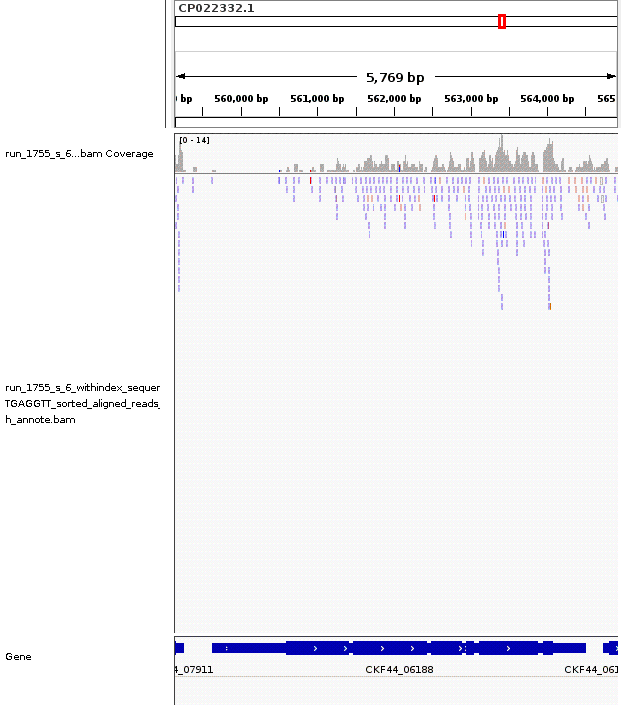 CP022332.1
5,769 bp
bp 560,000 bp 561,000 bp 562,000 bp 563,000 bp 564,000 bp 565
[0 - 14]
run_1755_s_6...bam Coverage
run_1755_s_6_withindex_sequer
TGAGGTT_sorted_aligned_reads_
h_annote.bam
Gene
4_07911 CKF44_06188 CKF44_061